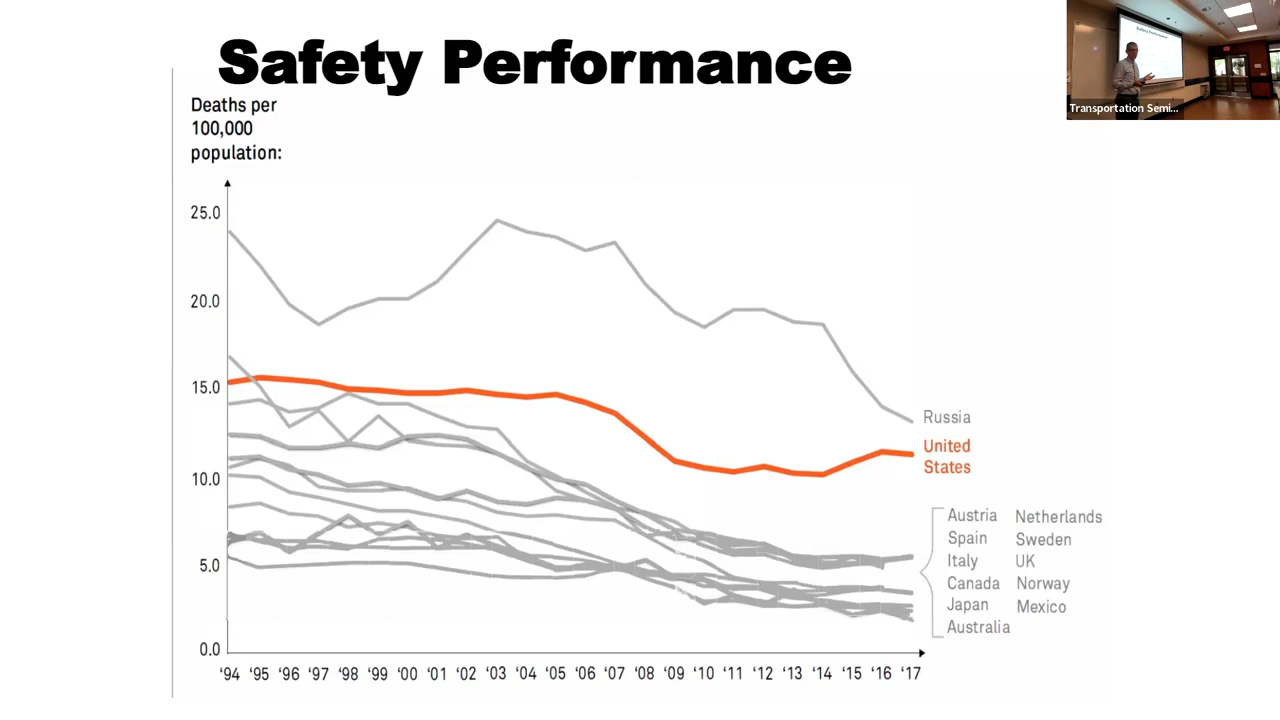 Safety Performance
Deaths per
100,000
population:
25.0
20.0
15.0
10.0
5.0
0.0
‘94 ‘95 ‘96 ‘97 ‘98 ‘99 ‘00 ‘01 ‘02 ‘03 ‘04 ‘05 ‘06 ‘07 ‘08 ‘09 ‘10 ‘11 ‘12 ‘13 ‘14 ‘15 ‘16 ‘17
Russia
United
States
Austria Netherlands
Spain Sweden
Italy UK
Canada Norway
Japan Mexico
Australia
Safety Performance
Transportation Semi...